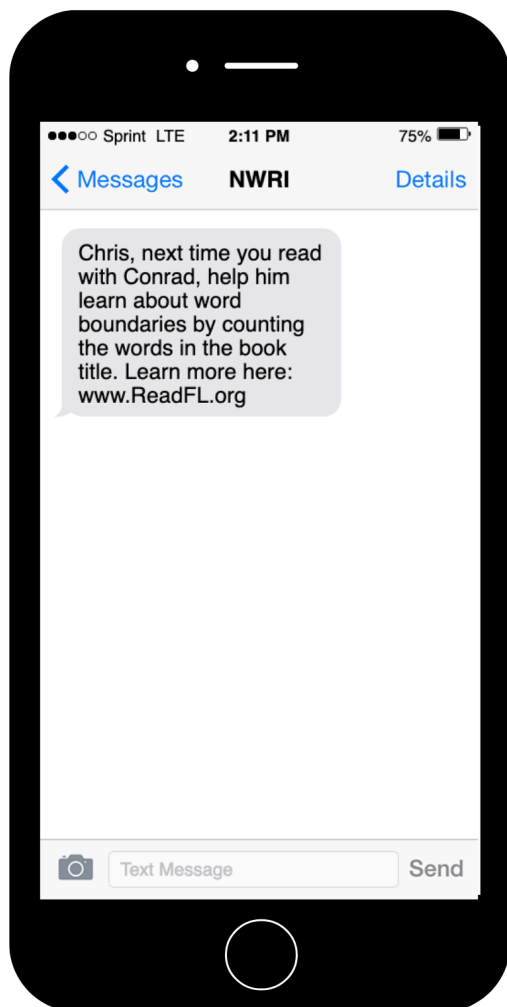 Sprint LTE 2:11 PM 75%
Messages NWRI Details
Chris, next time you read
with Conrad, help him
learn about word
boundaries by counting
the words in the book
title. Learn more here:
www.ReadFL.org
Text Message Send